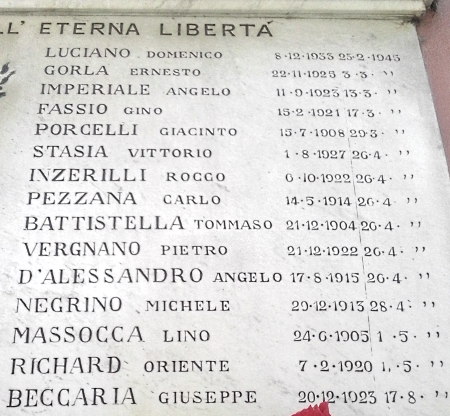 LL' ETERNA LIBERTÁ
LUCIANO DOMENICO 8·12·1933 25·2·1945
GORLA ERNESTO 22·11·1925 3·3· ''
IMPERIALE ANGELO 11·9·1923 13·3· ''
FASSIO GINO 15·2·1921 17·3· ''
PORCELLI GIACINTO 15·7·1908 29·3· ''
STASIA VITTORIO 1·8·1927 26·4· ''
INZERILLI ROCCO 6·10·1922 26·4· ''
PEZZANA CARLO 14·5·1914 26·4· ''
BATTISTELLA TOMMASO 21·12·1904 26·4· ''
VERGNANO PIETRO 21·12·1922 26·4· ''
D'ALESSANDRO ANGELO 17·8·1915 26·4· ''
NEGRINO MICHELE 29·12·1913 28·4· ''
MASSOCCA LINO 24·6·1905 1·5· ''
RICHARD ORIENTE 7·2·1920 11·5· ''
BECCARIA GIUSEPPE 20·12·1923 17·8· ''